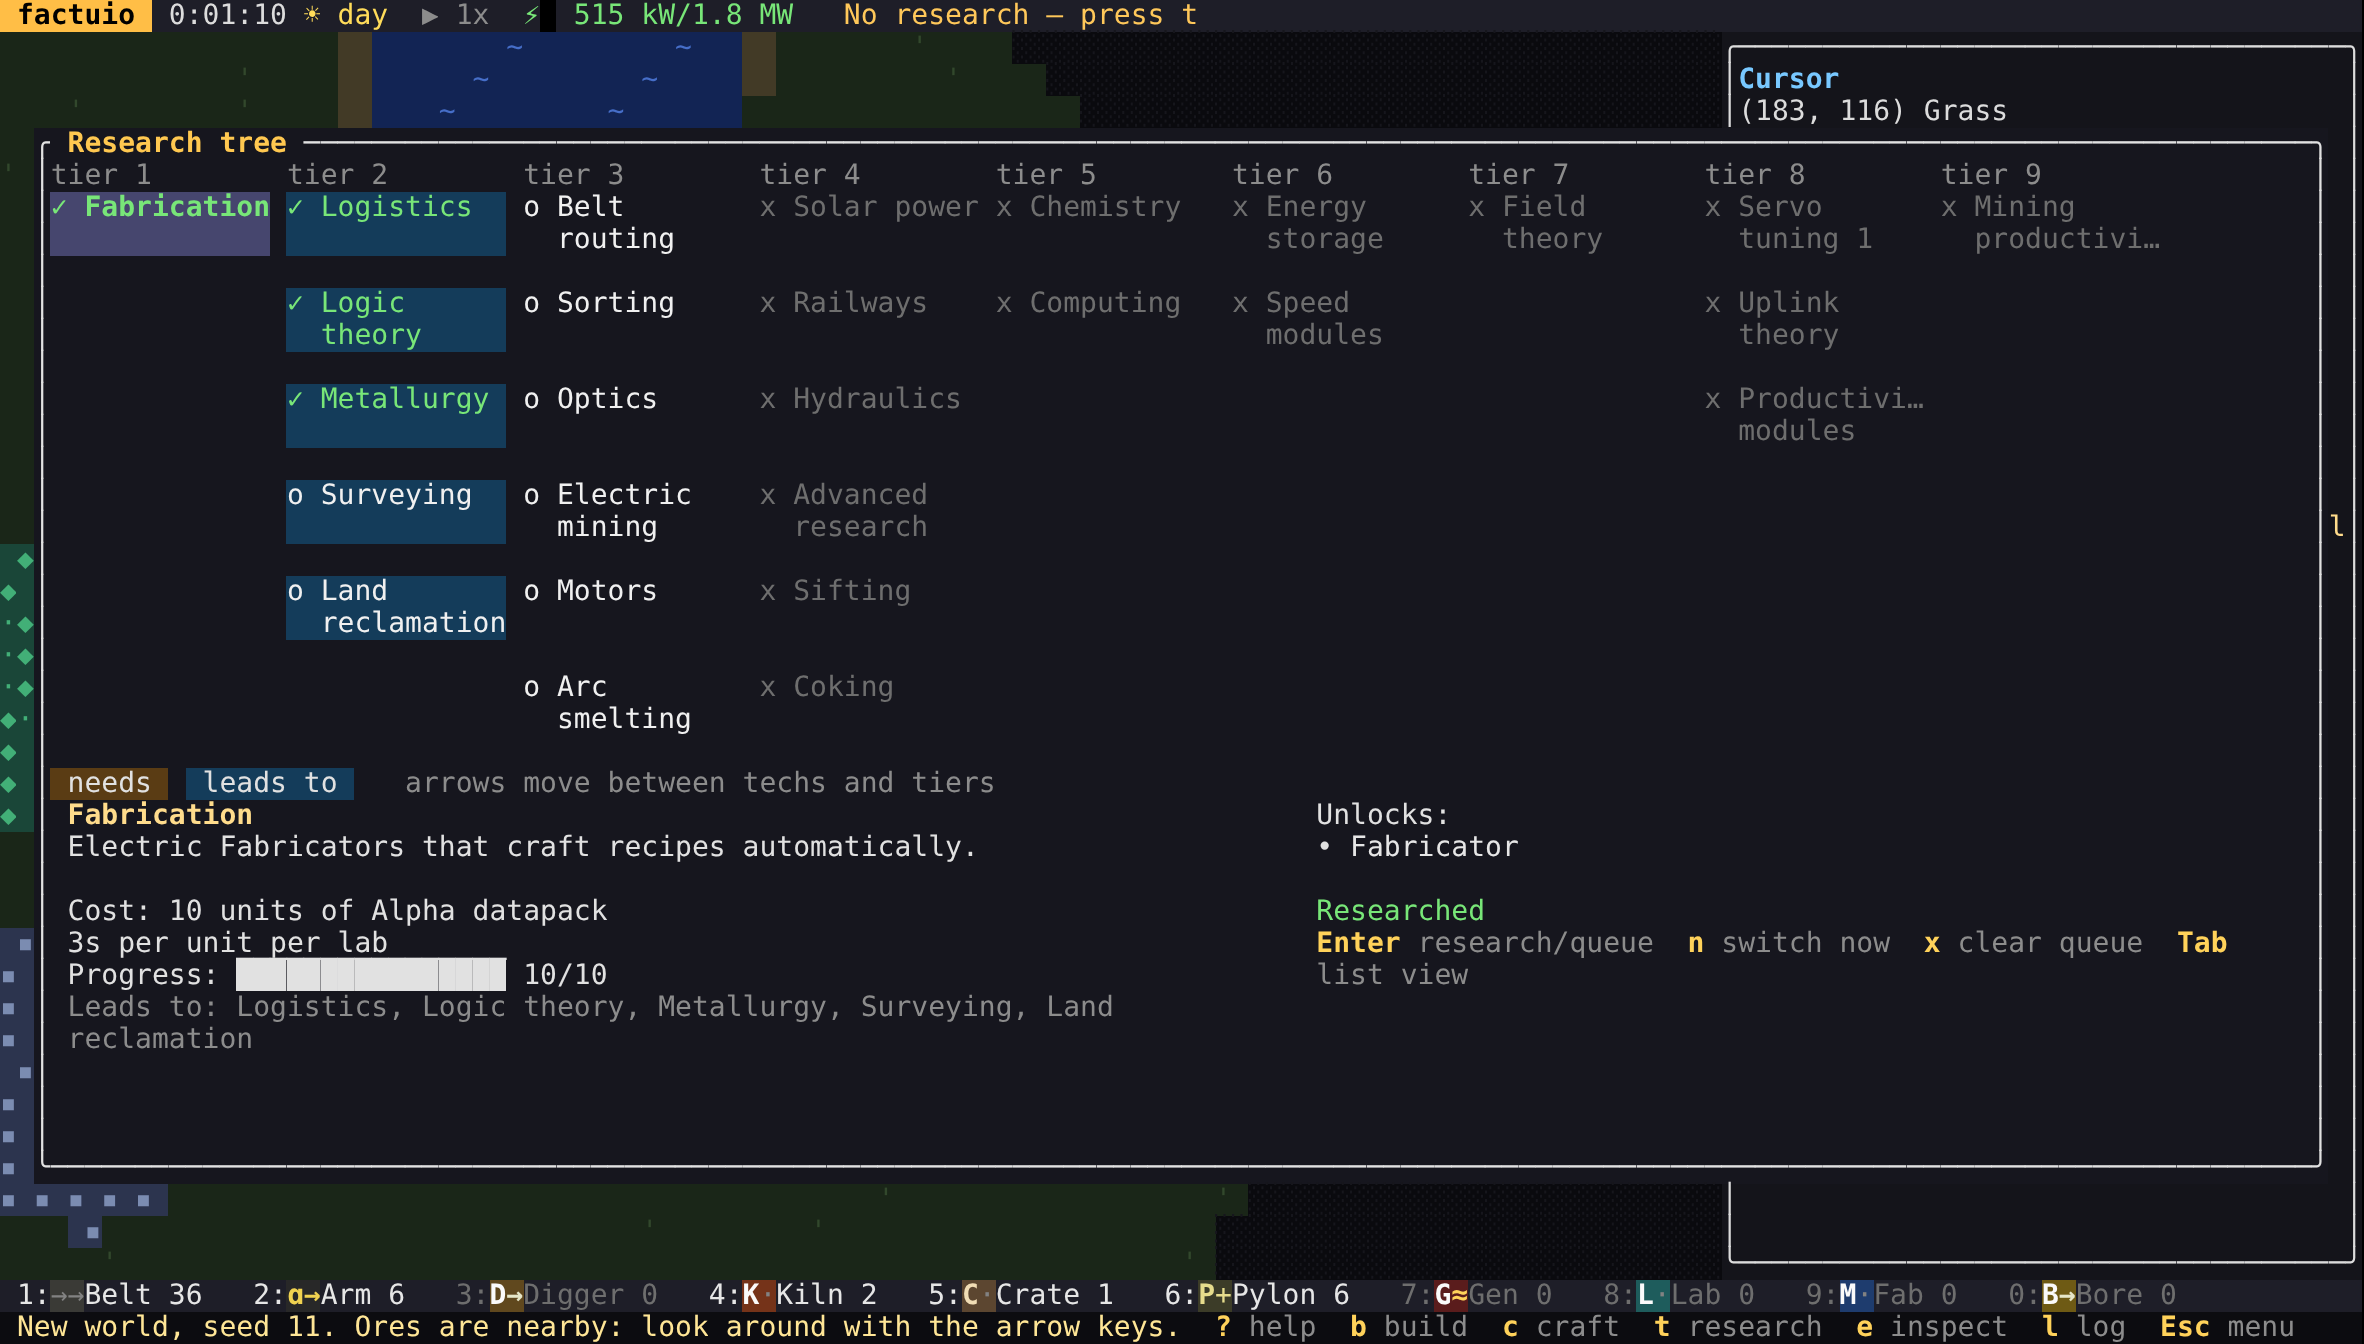 factuio 0:01:10 ☀ day ▶ 1x ⚡ 515 kW/1.8 MW No research — press t
Cursor
(183, 116) Grass
Research tree
tier 1 tier 2 tier 3 tier 4 tier 5 tier 6 tier 7 tier 8 tier 9
✓ Fabrication ✓ Logistics o Belt x Solar power x Chemistry x Energy x Field x Servo x Mining
routing storage theory tuning 1 productivi…
✓ Logic o Sorting x Railways x Computing x Speed x Uplink
theory modules theory
✓ Metallurgy o Optics x Hydraulics x Productivi…
modules
o Surveying o Electric x Advanced
mining research
l
o Land o Motors x Sifting
reclamation
o Arc x Coking
smelting
needs leads to arrows move between techs and tiers
Fabrication Unlocks:
Electric Fabricators that craft recipes automatically. • Fabricator
Cost: 10 units of Alpha datapack Researched
3s per unit per lab Enter research/queue n switch now x clear queue Tab
Progress: 10/10 list view
Leads to: Logistics, Logic theory, Metallurgy, Surveying, Land
reclamation
1:→→Belt 36 2:α→Arm 6 3:D→Digger 0 4:K·Kiln 2 5:C·Crate 1 6:P+Pylon 6 7:G≈Gen 0 8:L·Lab 0 9:M·Fab 0 0:B→Bore 0
New world, seed 11. Ores are nearby: look around with the arrow keys. ? help b build c craft t research e inspect l log Esc menu